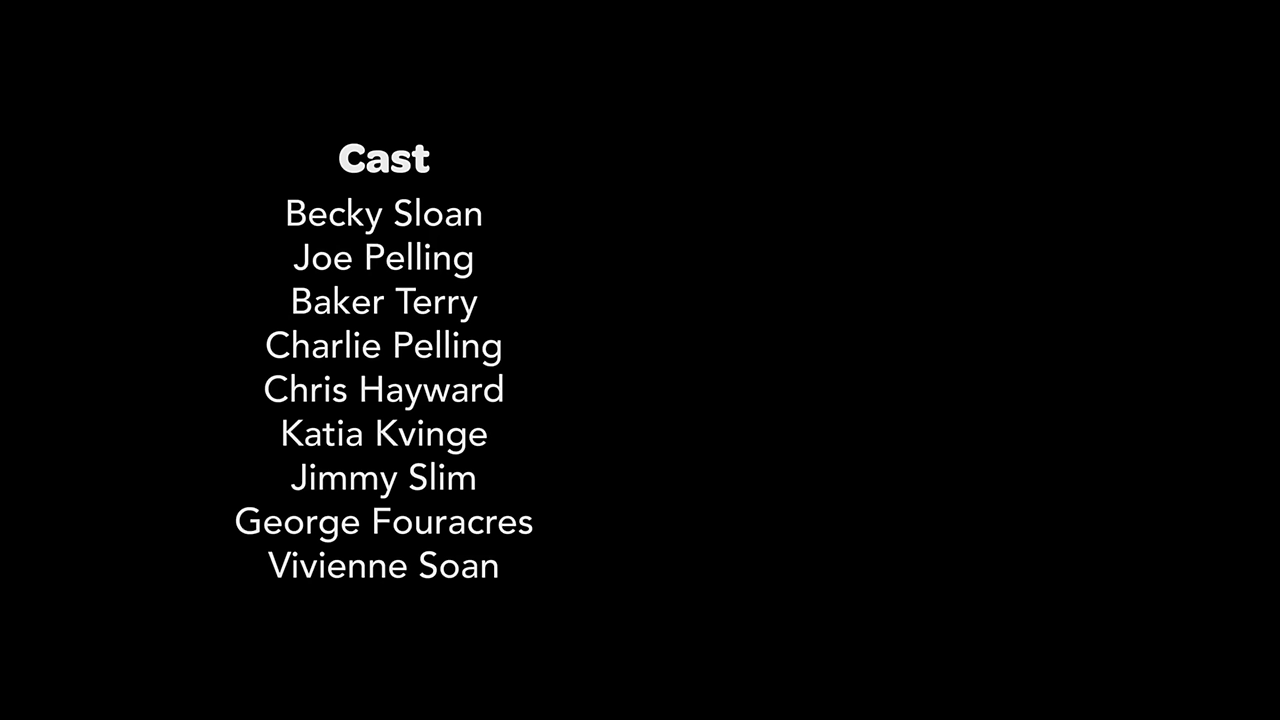 Cast
Becky Sloan
Joe Pelling
Baker Terry
Charlie Pelling
Chris Hayward
Katia Kvinge
Jimmy Slim
George Fouracres
Vivienne Soan